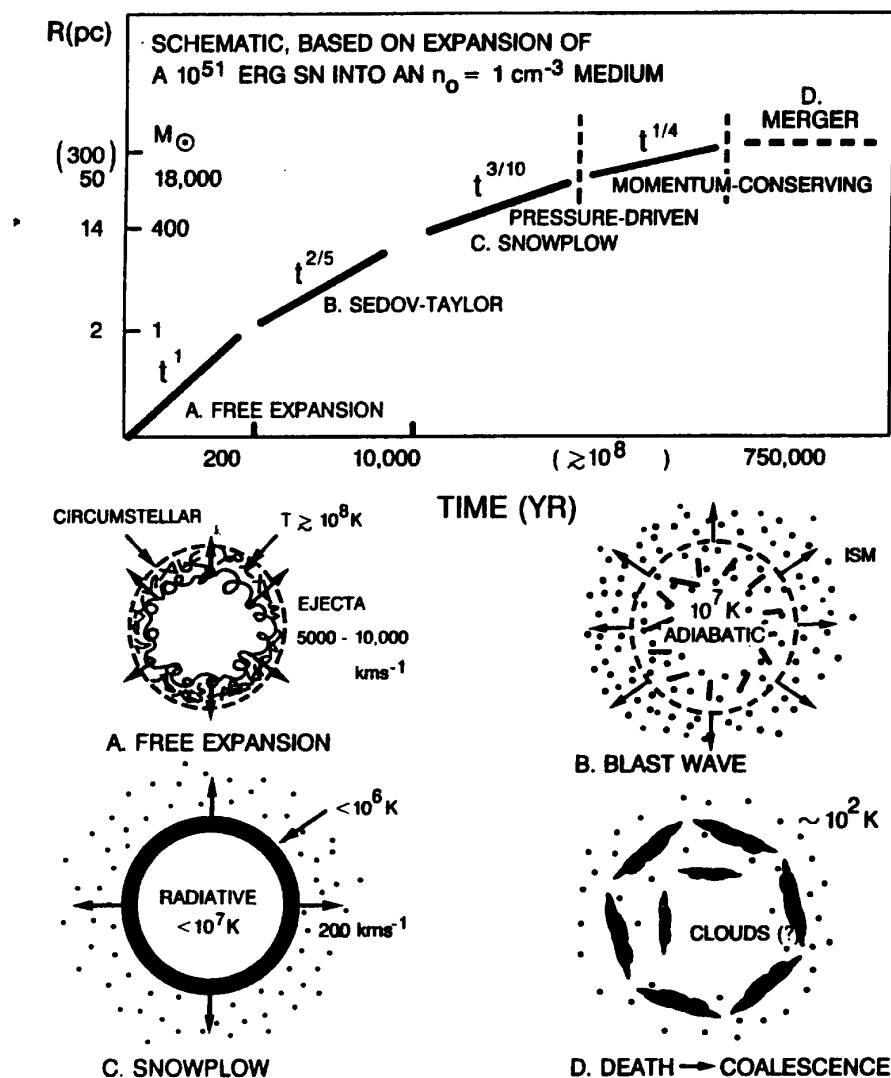 R(pc)
SCHEMATIC, BASED ON EXPANSION OF
A 10^51 ERG SN INTO AN n_o = 1 cm^-3 MEDIUM
D.
MERGER
M_⊙
t^1/4
(300)
50 18,000
t^3/10
MOMENTUM-CONSERVING
PRESSURE-DRIVEN
14 400
C. SNOWPLOW
t^2/5
B. SEDOV-TAYLOR
2 1
t^1
A. FREE EXPANSION
200 10,000 (≳10^8 ) 750,000
TIME (YR)
CIRCUMSTELLAR
T ≳ 10^8 K
EJECTA
5000 - 10,000
kms^-1
A. FREE EXPANSION
ISM
10^7 K
ADIABATIC
B. BLAST WAVE
<10^6 K
RADIATIVE
<10^7 K
200 kms^-1
C. SNOWPLOW
~10^2 K
CLOUDS (?)
D. DEATH → COALESCENCE